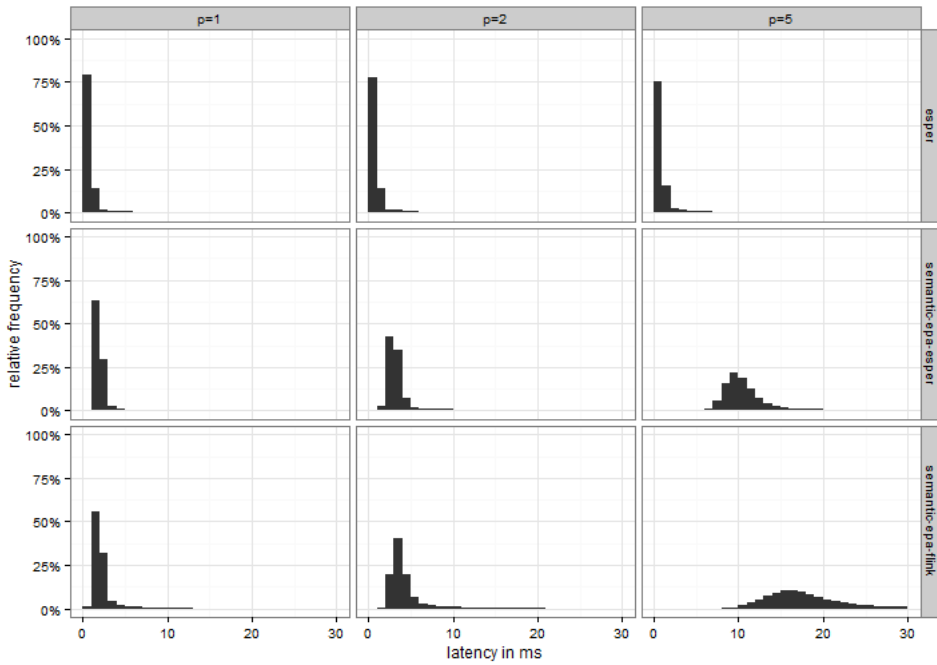 p=1 p=2 p=5
100%
75%
50%
25%
0%
esper
100%
75%
50%
25%
0%
semantic-epa-esper
100%
75%
50%
25%
0%
semantic-epa-flink
relative frequency
0 10 20 30 0 10 20 30 0 10 20 30
latency in ms